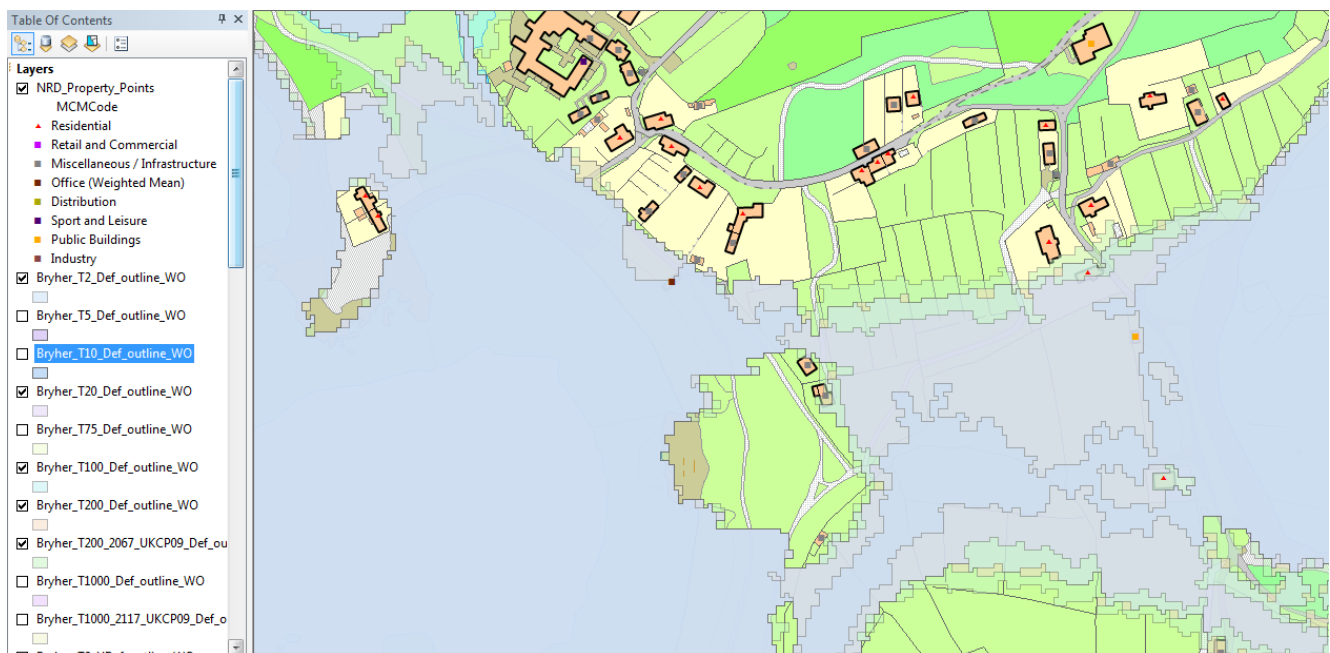 Table Of Contents
Layers
NRD_Property_Points
MCMCode
Residential
Retail and Commercial
Miscellaneous / Infrastructure
Office (Weighted Mean)
Distribution
Sport and Leisure
Public Buildings
Industry
Bryher_T2_Def_outline_WO
Bryher_T5_Def_outline_WO
Bryher_T10_Def_outline_WO
Bryher_T20_Def_outline_WO
Bryher_T75_Def_outline_WO
Bryher_T100_Def_outline_WO
Bryher_T200_Def_outline_WO
Bryher_T200_2067_UKCP09_Def_ou
Bryher_T1000_Def_outline_WO
Bryher_T1000_2117_UKCP09_Def_o